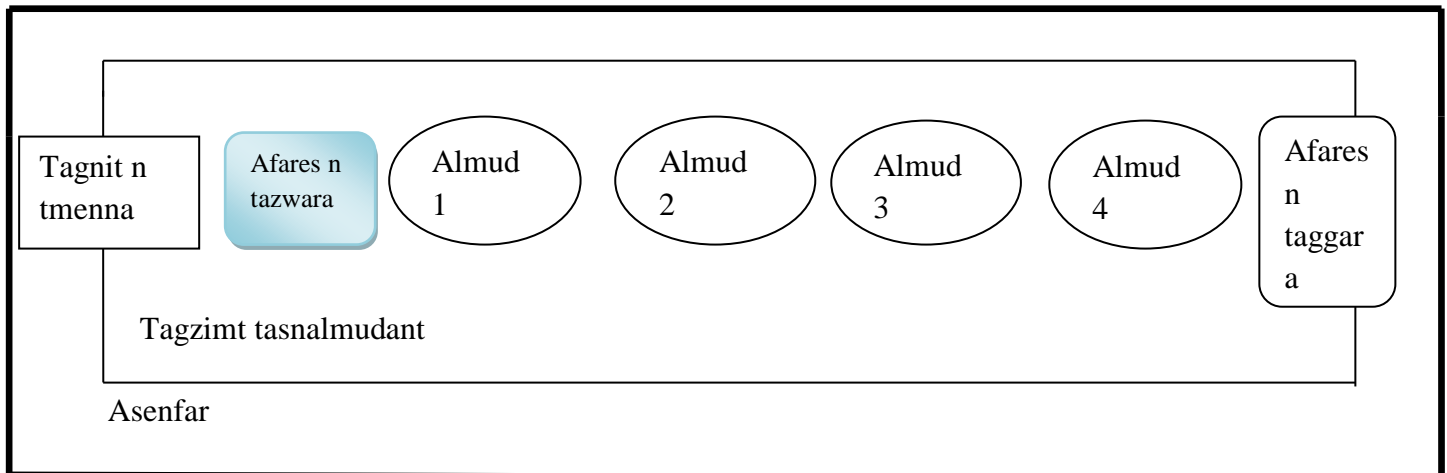 Tagnit n
tmenna
Afares n
tazwara
Almud
1
Almud
2
Almud
3
Almud
4
Afares
n
taggar
a
Tagzimt tasnalmudant
Asenfar